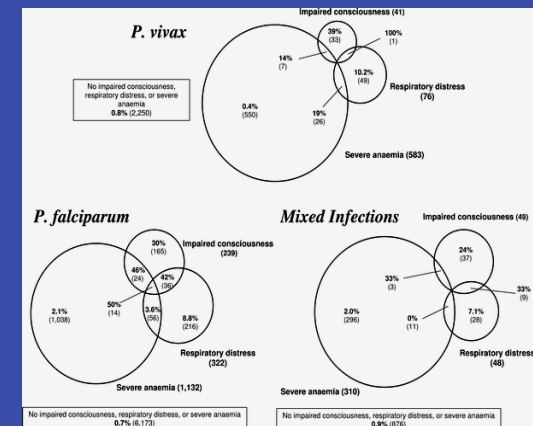 Impaired consciousness (41)
P. vivax
39%
(33)
100%
(1)
14%
(7)
10.2%
(49)
No impaired consciousness,
respiratory distress, or severe
anaemia
0.8% (2,250)
Respiratory distress
(76)
0.4%
(550)
19%
(26)
Severe anaemia (583)
P. falciparum
30%
(165)
Impaired consciousness
(239)
46%
(24)
42%
(36)
50%
(14)
2.1%
(1,038)
3.6%
(56)
8.8%
(216)
Respiratory distress
(322)
Severe anaemia (1,132)
No impaired consciousness, respiratory distress, or severe anaemia
0.7% (6,173)
Mixed Infections
Impaired consciousness (49)
24%
(37)
33%
(3)
33%
(9)
2.0%
(296)
0%
(11)
7.1%
(28)
Respiratory distress
(48)
Severe anaemia (310)
No impaired consciousness, respiratory distress, or severe anaemia
0.9% (876)